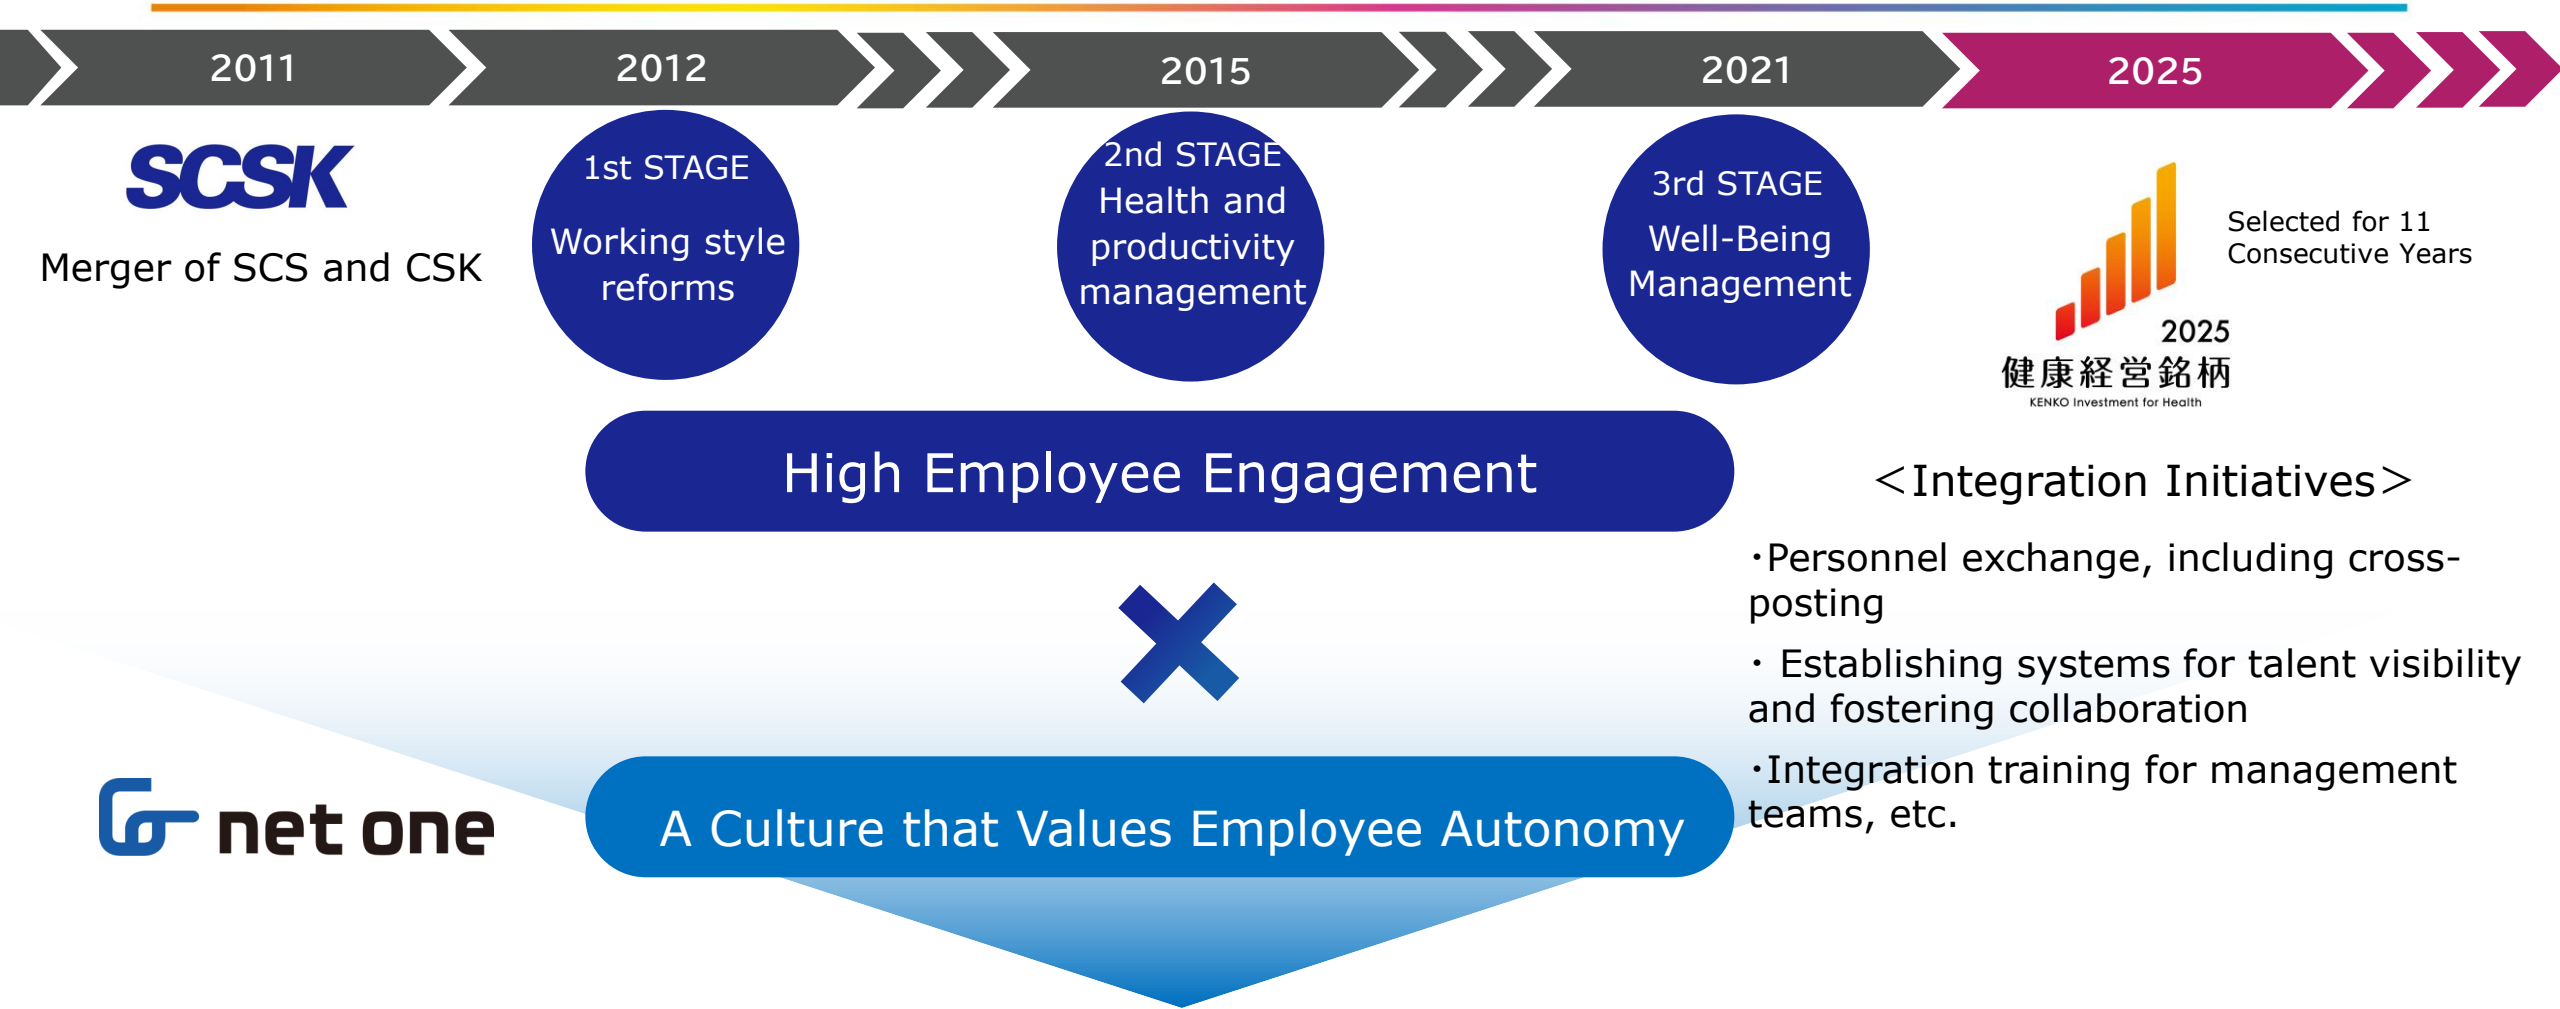 2011
2012
2015
2021
2025
SCSK
Merger of SCS and CSK
1st STAGE
Working style
reforms
2nd STAGE
Health and
productivity
management
3rd STAGE
Well-Being
Management
Selected for 11
Consecutive Years
2025
健康経営銘柄
KENKO Investment for Health
High Employee Engagement
＜Integration Initiatives＞
・Personnel exchange, including cross-
posting
・ Establishing systems for talent visibility
and fostering collaboration
・Integration training for management
teams, etc.
net one
A Culture that Values Employee Autonomy